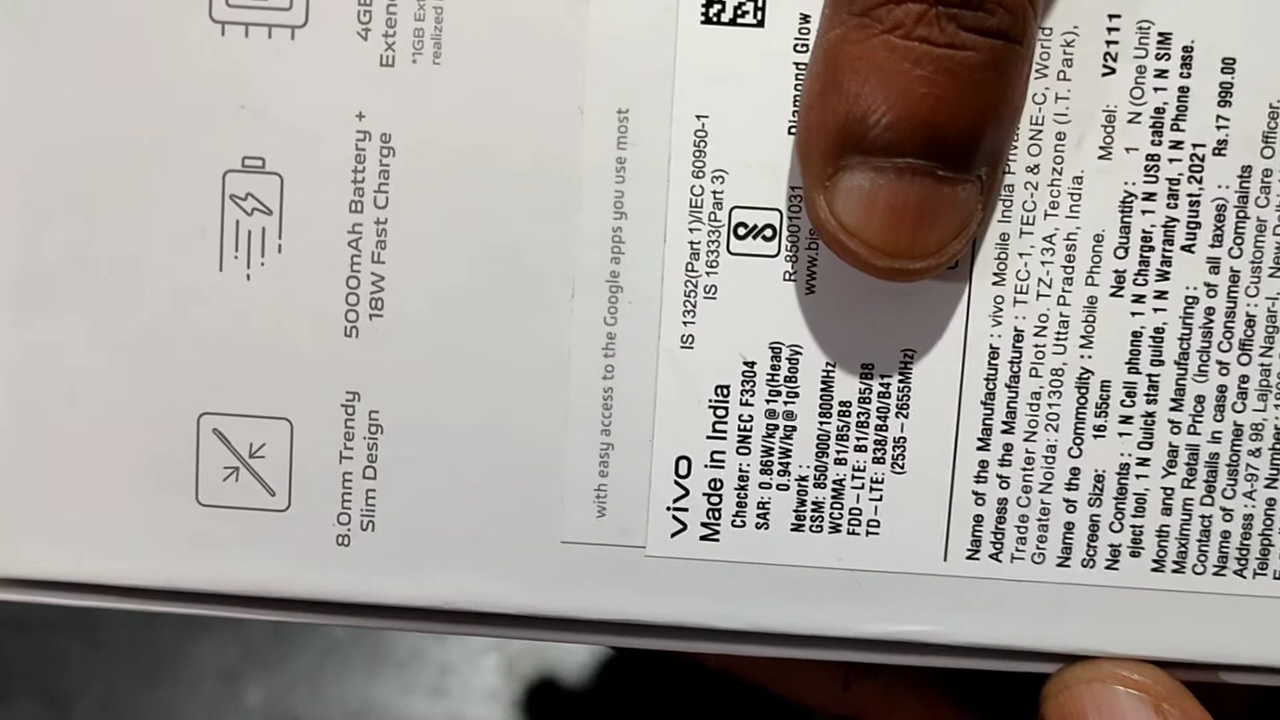 8.0mm Trendy
Slim Design
5000mAh Battery +
18W Fast Charge
4GB
Extend
*1GB Ext
realized
with easy access to the Google apps you use most
vivo
Made in India
Checker: ONEC F3304
SAR: 0.86W/kg@1g(Head)
0.94W/kg@1g(Body)
Network :
GSM: 850/900/1800MHz
WCDMA: B1/B5/B8
FDD-LTE: B1/B3/B5/B8
TD-LTE: B38/B40/B41
(2535-2655MHz)
IS 13252(Part 1)/IEC 60950-1
IS 16333(Part 3)
R-85001031
www.bis
Diamond Glow
Name of the Manufacturer : vivo Mobile India Priva
Address of the Manufacturer : TEC-1, TEC-2 & ONE-C, World
Trade Center Noida, Plot No. TZ-13A, Techzone (I.T. Park),
Greater Noida: 201308, Uttar Pradesh, India.
Name of the Commodity : Mobile Phone. Model: V2111
Screen Size: 16.55cm Net Quantity: 1 N (One Unit)
Net Contents : 1 N Cell phone, 1 N Charger, 1 N USB cable, 1 N SIM
eject tool, 1 N Quick start guide, 1 N Warranty card, 1 N Phone case.
Month and Year of Manufacturing : August,2021
Maximum Retail Price (inclusive of all taxes) : Rs.17 990.00
Contact Details In case of Consumer Complaints
Name of Customer Care Officer : Customer Care Officer
Address : A-97 & 98, Lajpat Nagar-I, New
Telephone Number :